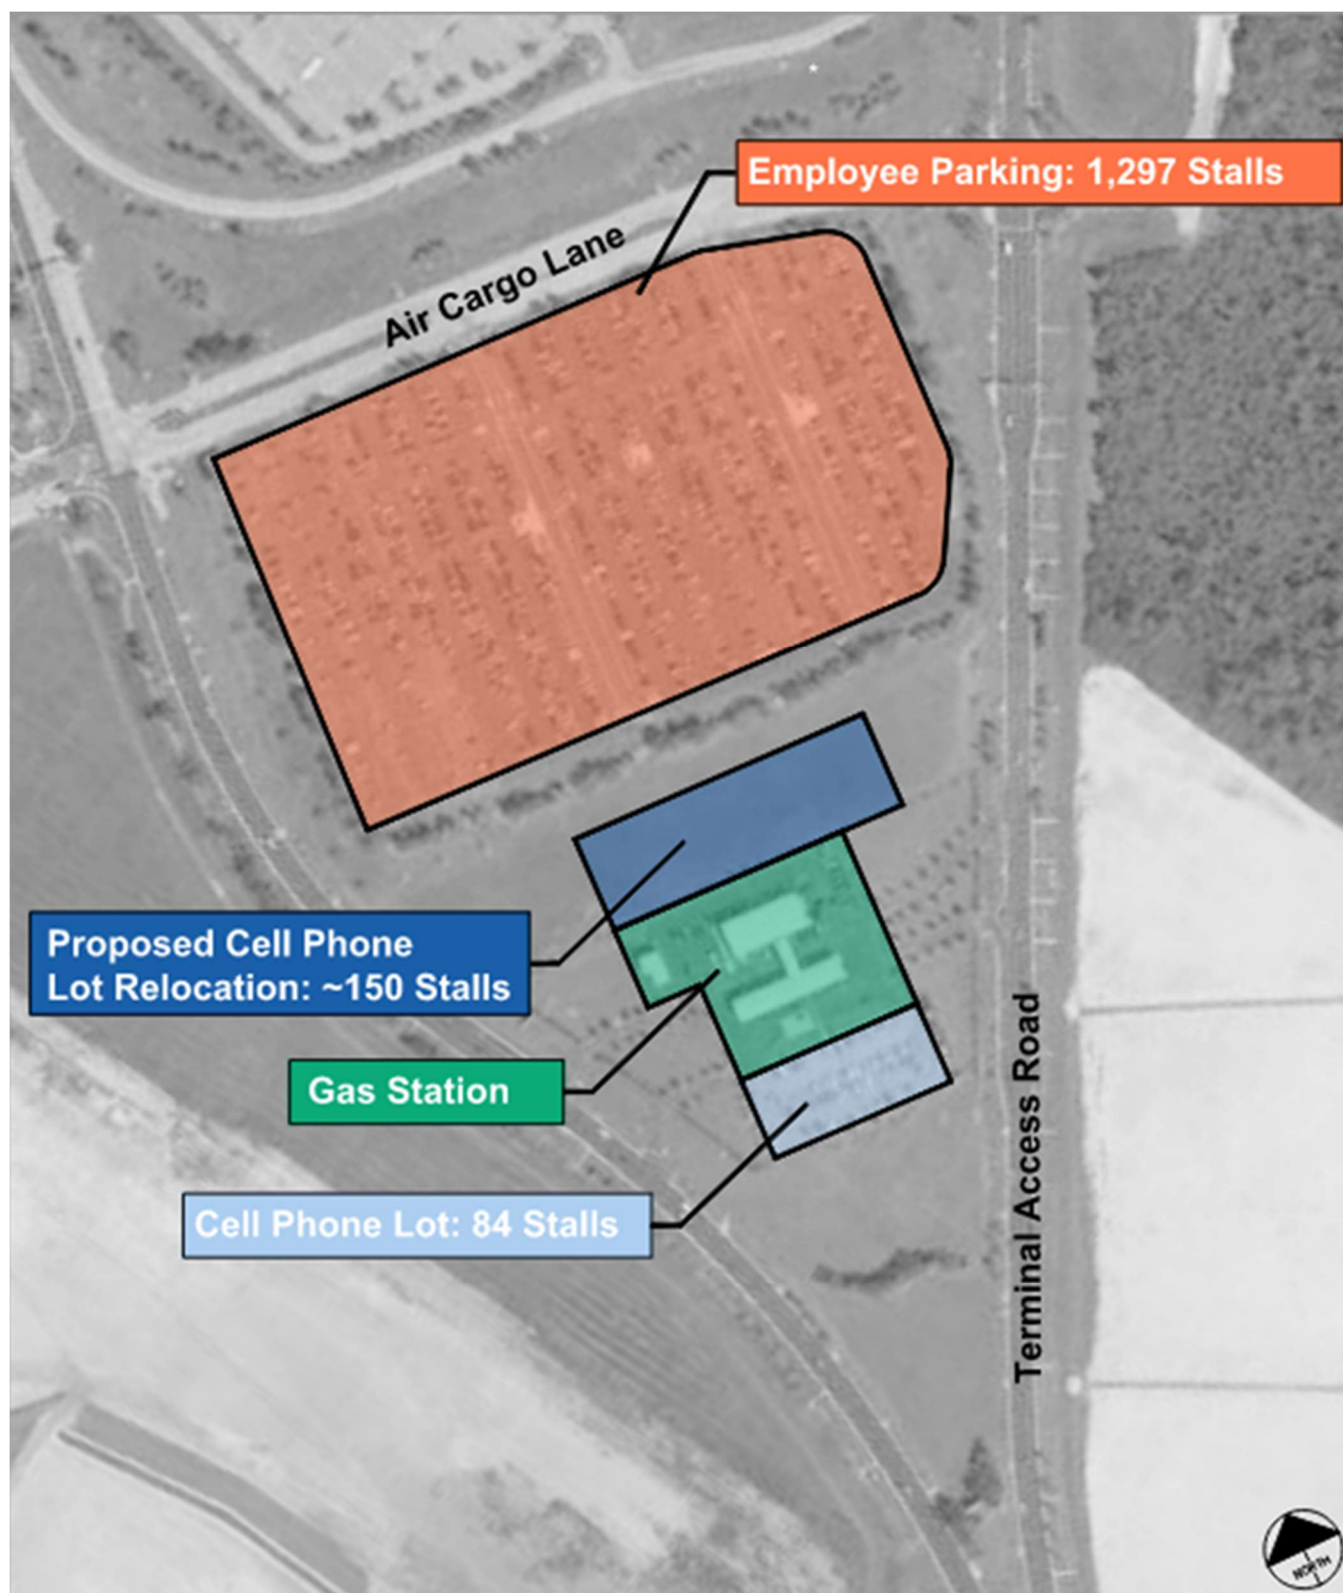 Employee Parking: 1,297 Stalls
Air Cargo Lane
Proposed Cell Phone
Lot Relocation: ~150 Stalls
Gas Station
Cell Phone Lot: 84 Stalls
Terminal Access Road
NORTH